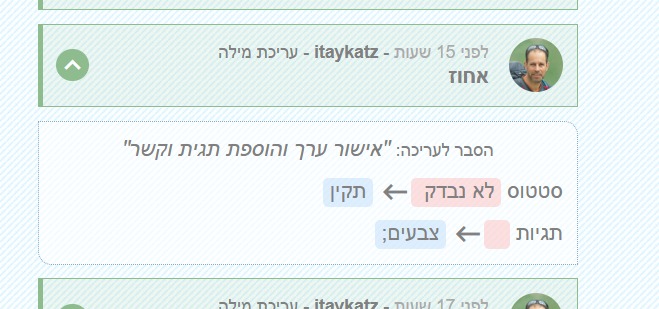 לפני 15 שעות - itaykatz - עריכת מילה
אחוז
הסבר לעריכה: "אישור ערך והוספת תגית וקשר"
סטטוס לא נבדק ← תקין
תגיות ← צבעים;
לפני 17 שעות - itaykatz - עריכת מילה